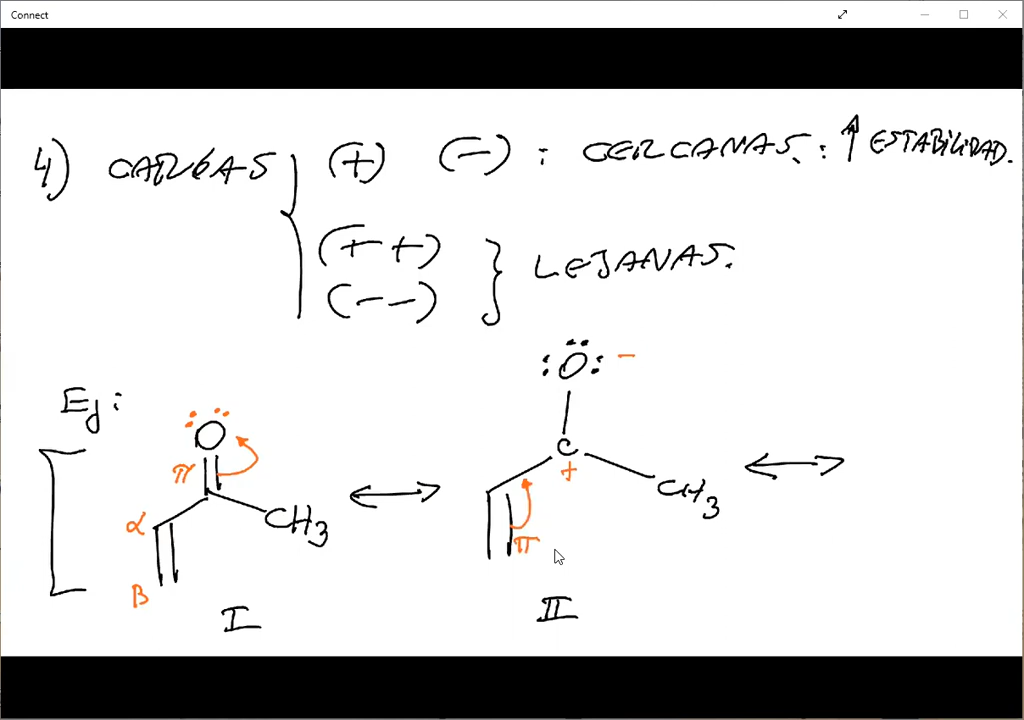 Connect
4) CARGAS (+) (-) : CERCANAS. : ↑ ESTABILIDAD.
(+ +)
(- -) } LEJANAS.
Ej:
:O: -
O
π
C
+
CH3
CH3
α
π
B
I
II